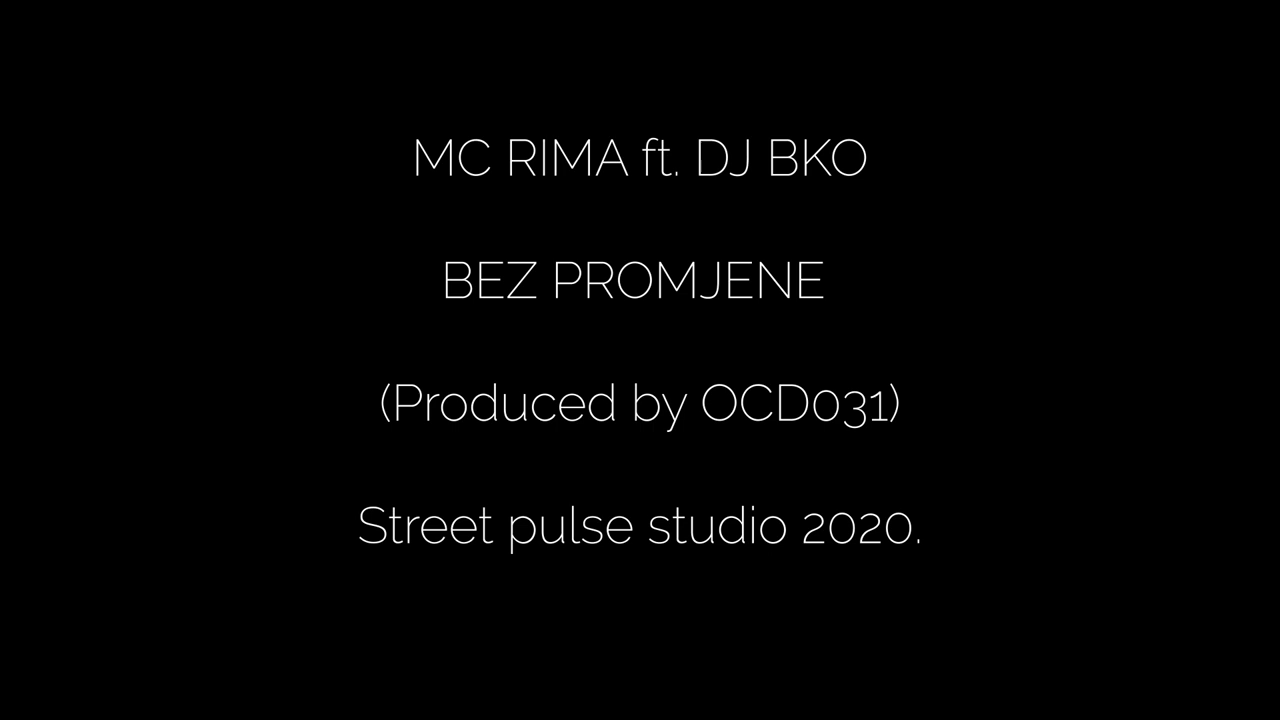 MC RIMA ft. DJ BKO
BEZ PROMJENE
(Produced by OCD031)
Street pulse studio 2020.